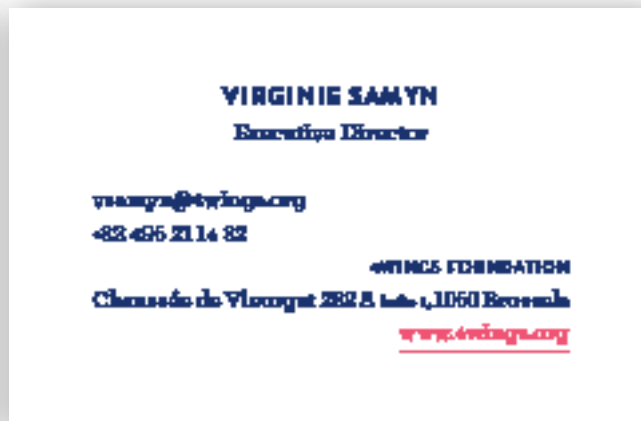 VIRGINIE SAMYN
Executive Director
vsamyn@4wings.org
+32 495 21 14 32
4WINGS FOUNDATION
Chaussée de Vleurgat 282 A 1050 Brussels
www.4wings.org